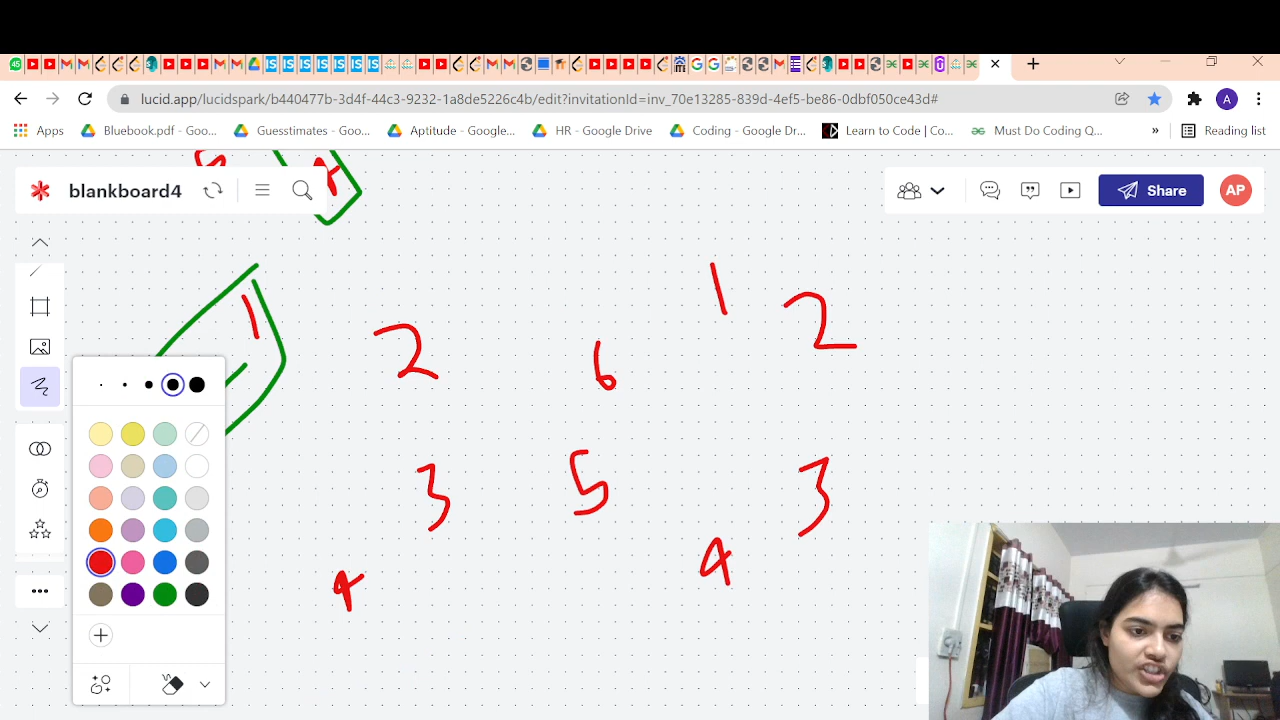 45
lucid.app/lucidspark/b440477b-3d4f-44c3-9232-1a8de5226c4b/edit?invitationId=inv_70e13285-839d-4ef5-be86-0dbf050ce43d#
A
Apps Bluebook.pdf - Goo... Guesstimates - Goo... Aptitude - Google... HR - Google Drive Coding - Google Dr... Learn to Code | Co... Must Do Coding Q... » Reading list
blankboard4 Share AP
1 2 6 1 2
3 5 3
4 4